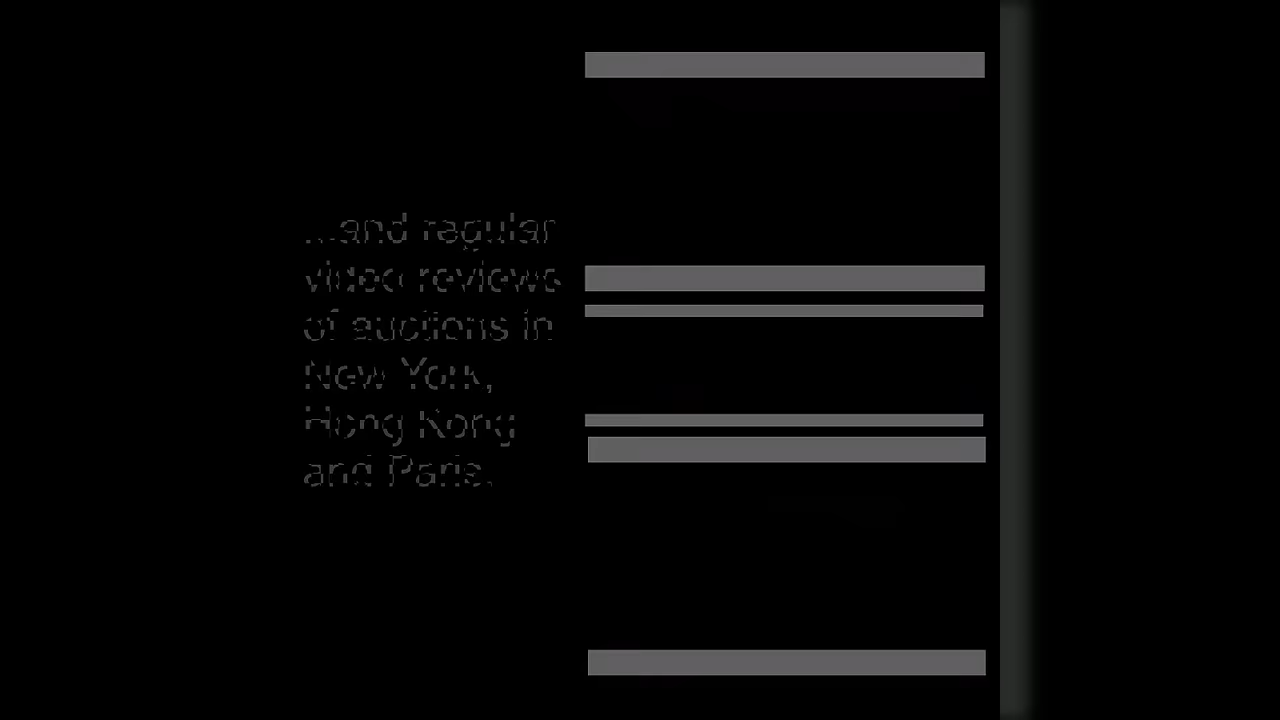 ...and regular
video reviews
of auctions in
New York,
Hong Kong
and Paris.